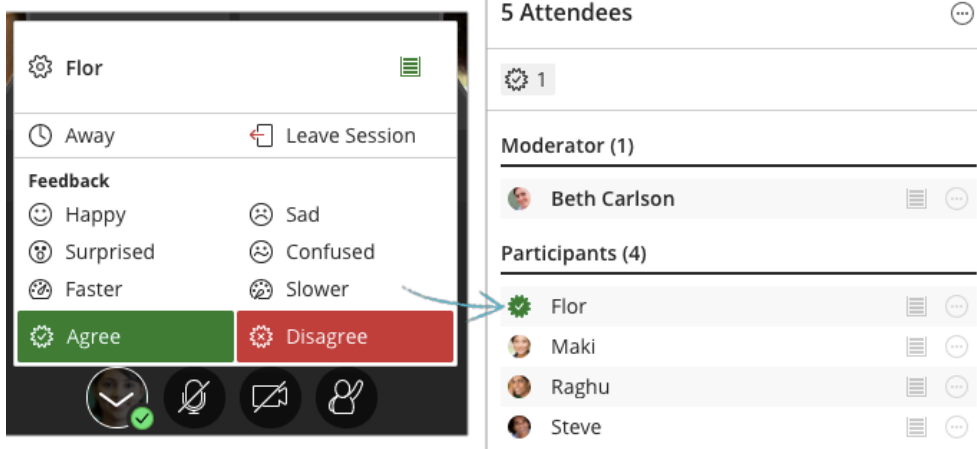 Flor
Away
Leave Session
Feedback
Happy
Sad
Surprised
Confused
Faster
Slower
Agree
Disagree
5 Attendees
1
Moderator (1)
Beth Carlson
Participants (4)
Flor
Maki
Raghu
Steve